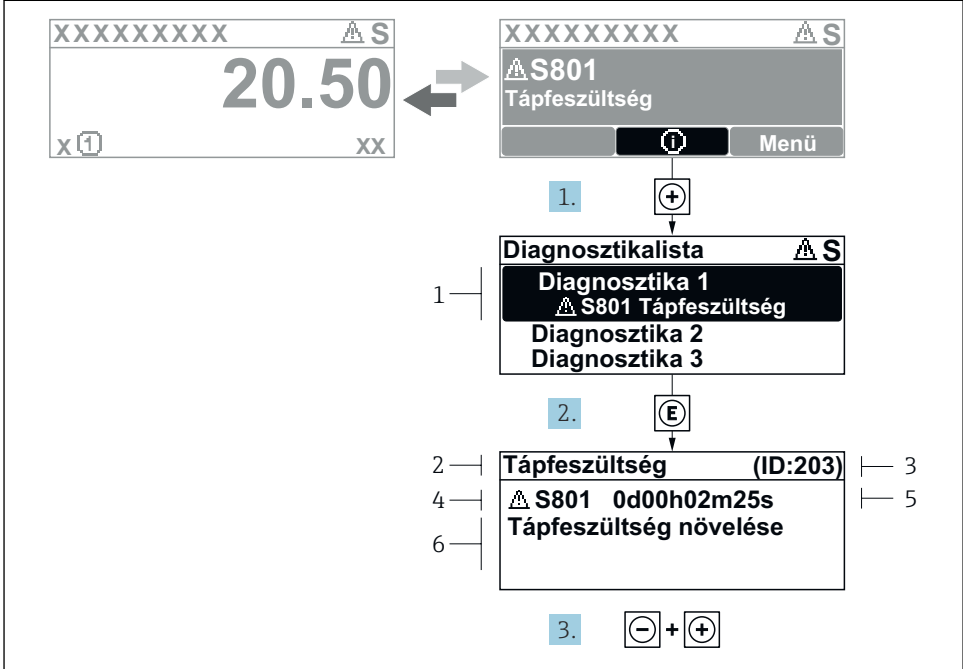 XXXXXXXXX ⚠ S
20.50
x 1 XX
XXXXXXXXX ⚠ S
⚠ S801
Tápfeszültség
i Menü
1. +
Diagnosztikalista ⚠ S
1 Diagnosztika 1
⚠ S801 Tápfeszültség
Diagnosztika 2
Diagnosztika 3
2. E
2 Tápfeszültség (ID:203) 3
4 ⚠ S801 0d00h02m25s 5
6 Tápfeszültség növelése
3. − + +